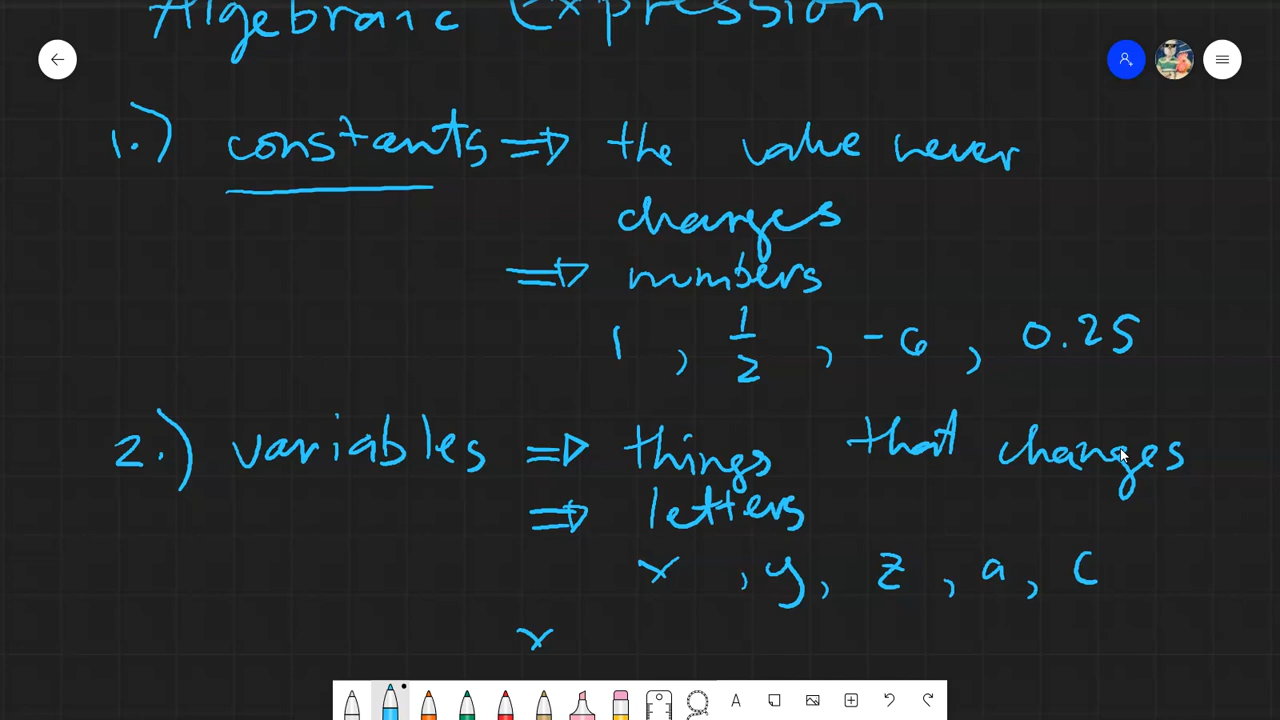 Algebraic Expression
1.) constants ⇒ the value never
changes
⇒ numbers
1 , 1/2 , -6 , 0.25
2.) variables ⇒ things that changes
⇒ letters
x , y, z , a , c
x
A